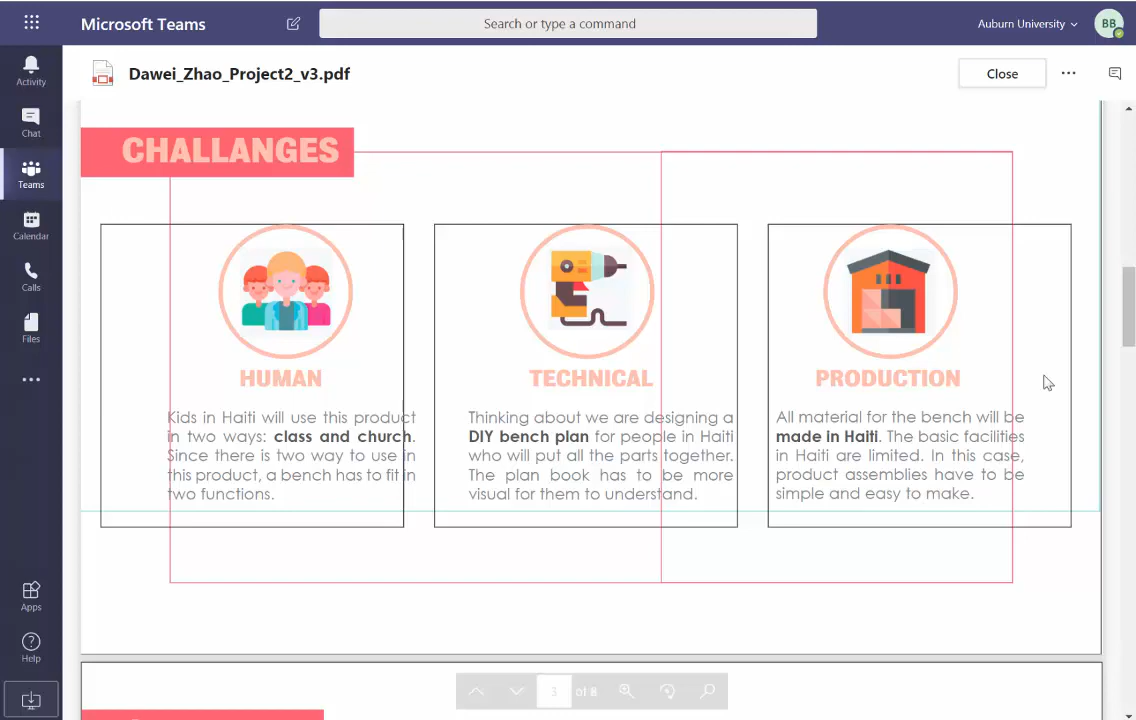 Microsoft Teams
Search or type a command
Auburn University
BB
Activity
Chat
Teams
Calendar
Calls
Files
Apps
Help
Dawei_Zhao_Project2_v3.pdf
Close
CHALLANGES
HUMAN
Kids in Haiti will use this product
in two ways: class and church.
Since there is two way to use in
this product, a bench has to fit in
two functions.
TECHNICAL
Thinking about we are designing a
DIY bench plan for people in Haiti
who will put all the parts together.
The plan book has to be more
visual for them to understand.
PRODUCTION
All material for the bench will be
made in Haiti. The basic facilities
in Haiti are limited. In this case,
product assemblies have to be
simple and easy to make.
3 of 8